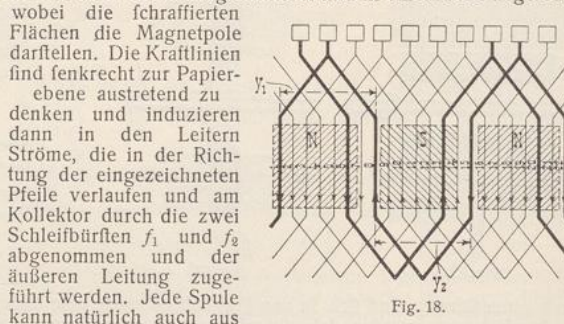 wobei die ſchraffierten
Flächen die Magnetpole
darſtellen. Die Kraftlinien
ſind ſenkrecht zur Papier-
ebene austretend zu
denken und induzieren
dann in den Leitern
Ströme, die in der Rich-
tung der eingezeichneten
Pfeile verlaufen und am
Kollektor durch die zwei
Schleifbürſten f₁ und f₂
abgenommen und der
äußeren Leitung zuge-
führt werden. Jede Spule
kann natürlich auch aus
y₁
N
S
N
y₂
Fig. 18.